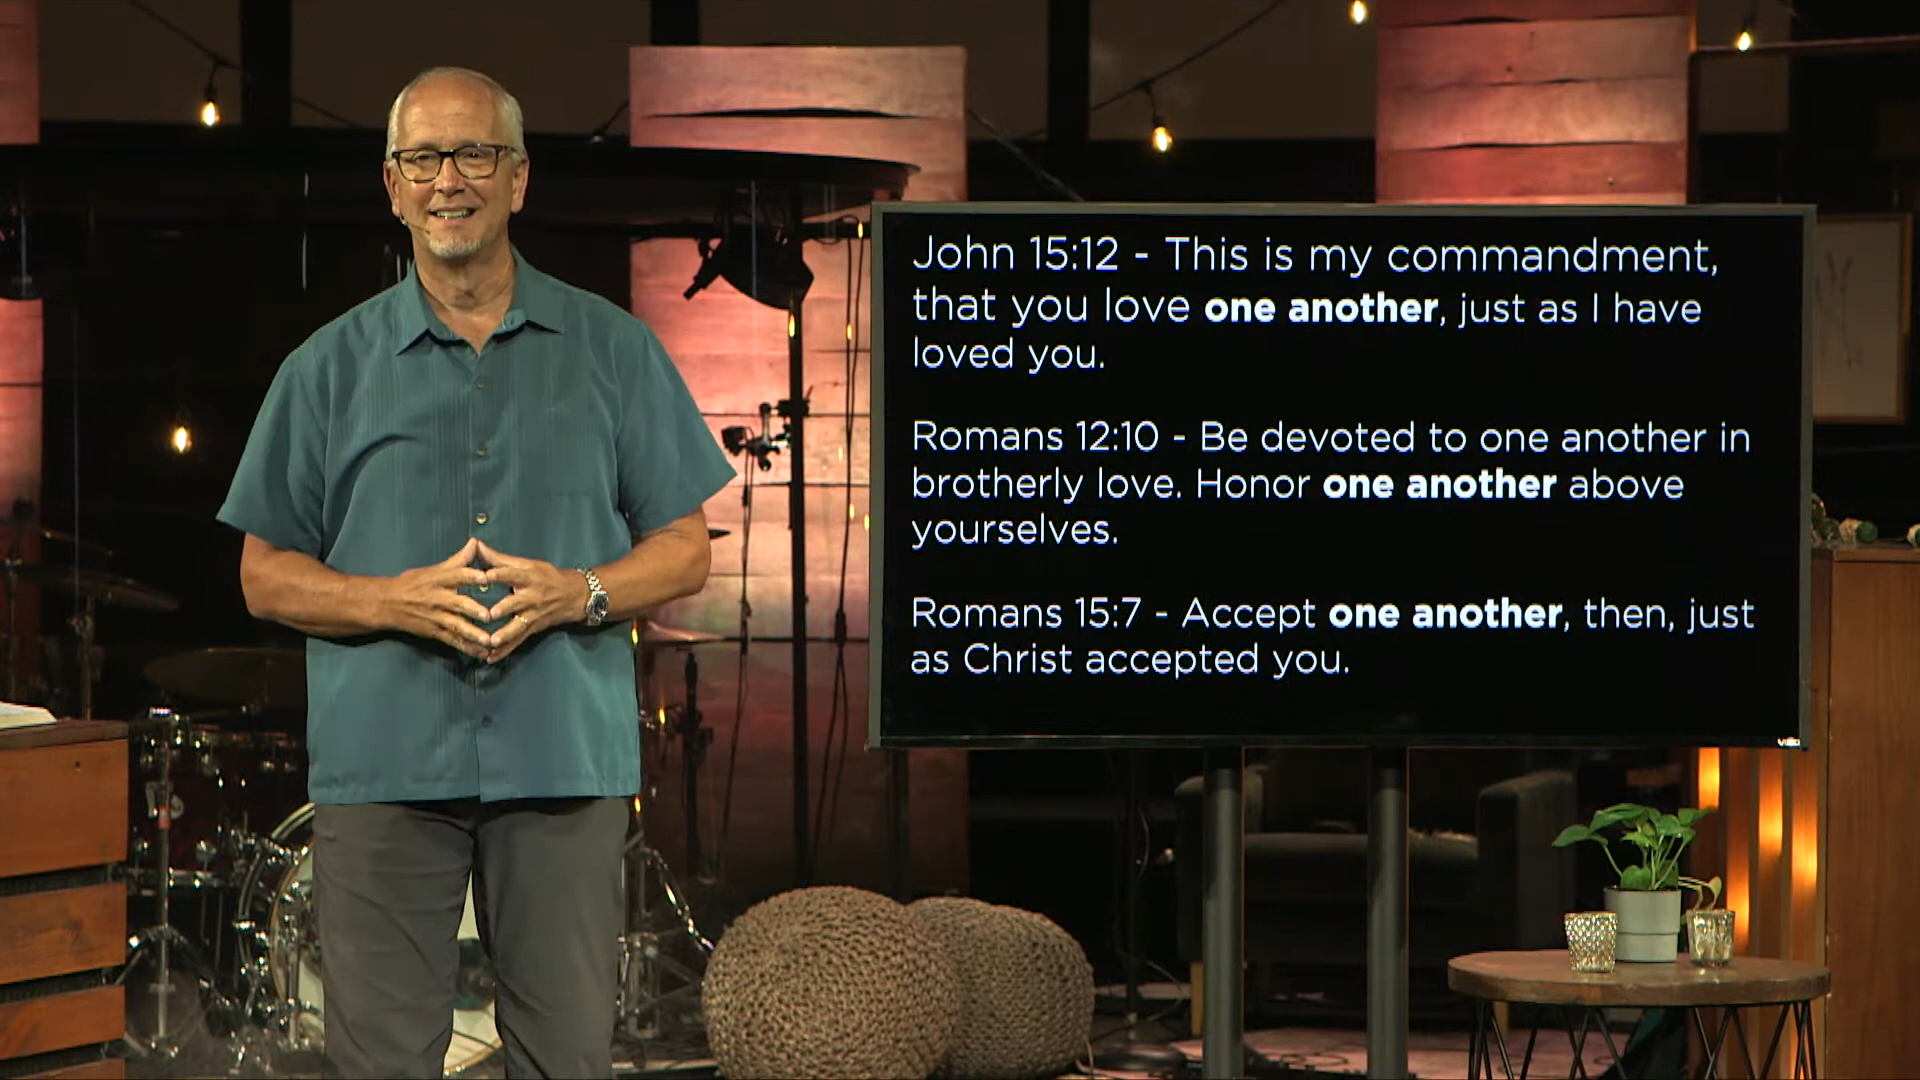 John 15:12 - This is my commandment,
that you love one another, just as I have
loved you.
Romans 12:10 - Be devoted to one another in
brotherly love. Honor one another above
yourselves.
Romans 15:7 - Accept one another, then, just
as Christ accepted you.
VIZIO